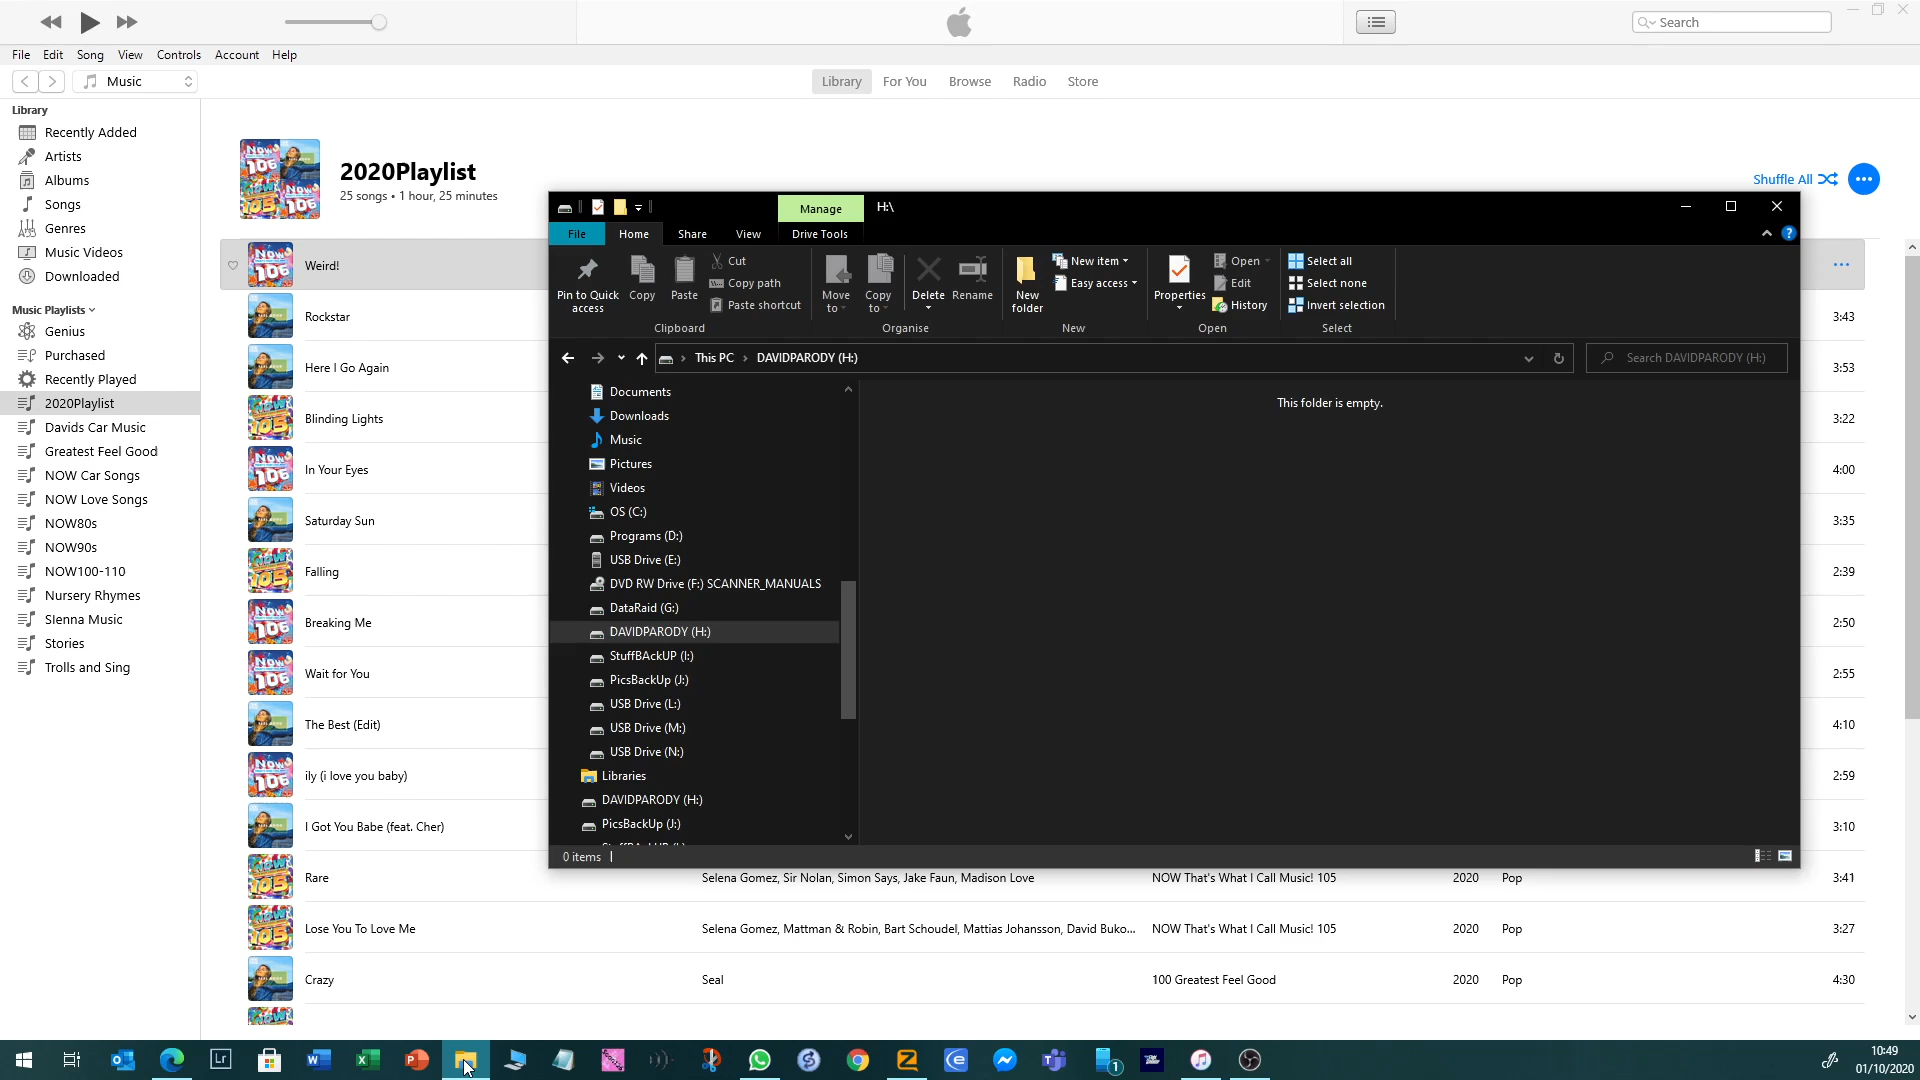 Search
File Edit Song View Controls Account Help
Music
Library For You Browse Radio Store
Library
Recently Added
Artists
Albums
Songs
Genres
Music Videos
Downloaded
Music Playlists
Genius
Purchased
Recently Played
2020Playlist
Davids Car Music
Greatest Feel Good
NOW Car Songs
NOW Love Songs
NOW80s
NOW90s
NOW100-110
Nursery Rhymes
SIenna Music
Stories
Trolls and Sing
2020Playlist
25 songs • 1 hour, 25 minutes
Shuffle All
Weird!
Rockstar 3:43
Here I Go Again 3:53
Blinding Lights 3:22
In Your Eyes 4:00
Saturday Sun 3:35
Falling 2:39
Breaking Me 2:50
Wait for You 2:55
The Best (Edit) 4:10
ily (i love you baby) 2:59
I Got You Babe (feat. Cher) 3:10
Rare Selena Gomez, Sir Nolan, Simon Says, Jake Faun, Madison Love NOW That's What I Call Music! 105 2020 Pop 3:41
Lose You To Love Me Selena Gomez, Mattman & Robin, Bart Schoudel, Mattias Johansson, David Buko... NOW That's What I Call Music! 105 2020 Pop 3:27
Crazy Seal 100 Greatest Feel Good 2020 Pop 4:30
Manage H:\
File Home Share View Drive Tools
Pin to Quick access
Copy
Paste
Cut
Copy path
Paste shortcut
Clipboard
Move to
Copy to
Delete
Rename
Organise
New folder
New item
Easy access
New
Properties
Open
Edit
History
Open
Select all
Select none
Invert selection
Select
This PC DAVIDPARODY (H:)
Search DAVIDPARODY (H:)
Documents
Downloads
Music
Pictures
Videos
OS (C:)
Programs (D:)
USB Drive (E:)
DVD RW Drive (F:) SCANNER_MANUALS
DataRaid (G:)
DAVIDPARODY (H:)
StuffBAckUP (I:)
PicsBackUp (J:)
USB Drive (L:)
USB Drive (M:)
USB Drive (N:)
Libraries
DAVIDPARODY (H:)
PicsBackUp (J:)
This folder is empty.
0 items
10:49
01/10/2020